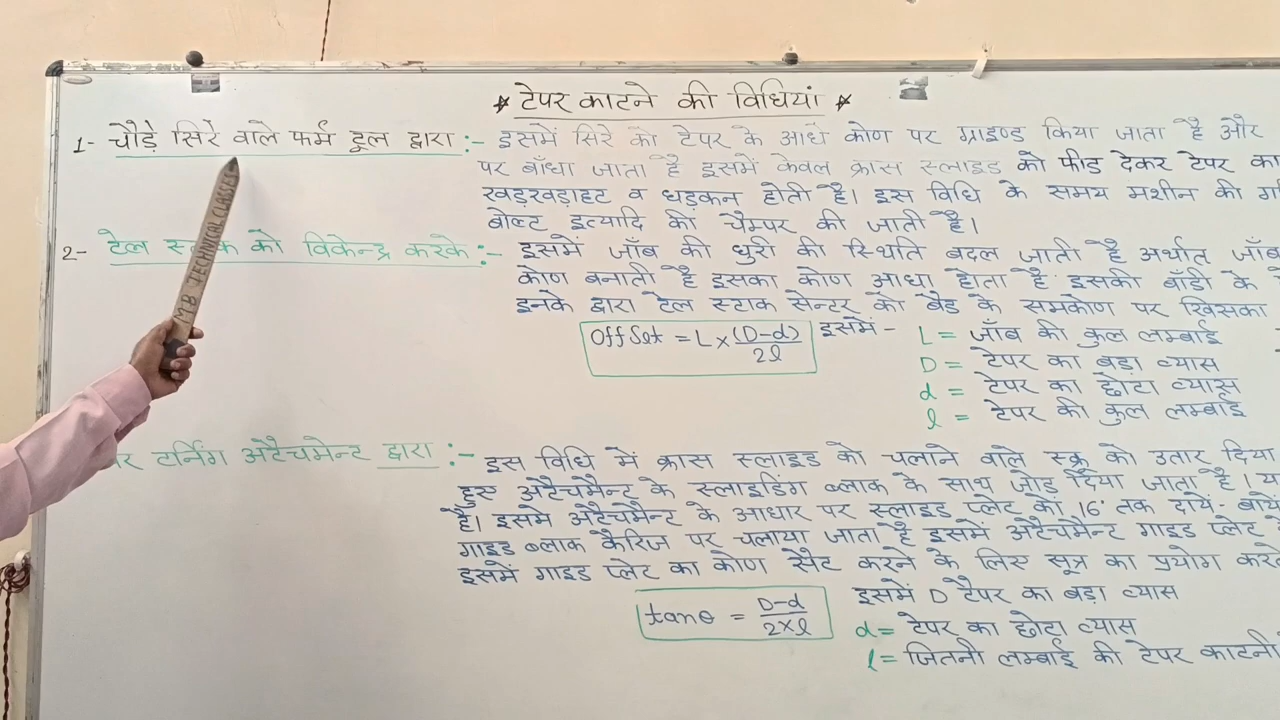 * टेपर काटने की विधियां *
1- चौड़े सिरे वाले फर्म टूल द्वारा :- इसमें सिरे को टेपर के आधे कोण पर ग्राइण्ड किया जाता है और
पर बाँधा जाता है इसमें केवल क्रास स्लाइड को फीड देकर टेपर का
खड़खड़ाहट व धड़कन होती है। इस विधि के समय मशीन की ग
बोल्ट इत्यादि की चैम्पर की जाती है।
2- टेल को विकेन्द्र करके :- इसमें जॉब की धुरी की स्थिति बदल जाती है अर्थात जॉब
कोण बनाती है इसका कोण आधा होता है इसकी बॉडी के
इनके द्वारा टेल स्टाक सेन्टर को बैड के समकोण पर खिसका
Offset = L × (D-d) / 2l
इसमें - L = जॉब की कुल लम्बाई
D = टेपर का बड़ा व्यास
d = टेपर का छोटा व्यास
l = टेपर की कुल लम्बाई
टर्निंग अटैचमेन्ट द्वारा :- इस विधि में क्रास स्लाइड को चलाने वाले स्क्रू को उतार दिया
हुए अटैचमैन्ट के स्लाइडिंग ब्लाक के साथ जोड़ दिया जाता है। य
है। इसमे अटैचमैन्ट के आधार पर स्लाइड प्लेट को 16° तक दायें-बायें
गाइड ब्लाक कैरिज पर चलाया जाता है इसमें अटैचमैन्ट गाइड प्लेट
इसमें गाइड प्लेट का कोण सैट करने के लिए सूत्र का प्रयोग करते
tanθ = D-d / 2×l
इसमें D टैपर का बड़ा व्यास
d = टेपर का छोटा व्यास
l = जितनी लम्बाई की टेपर काटनी
M.B TECHNICAL CLASSES